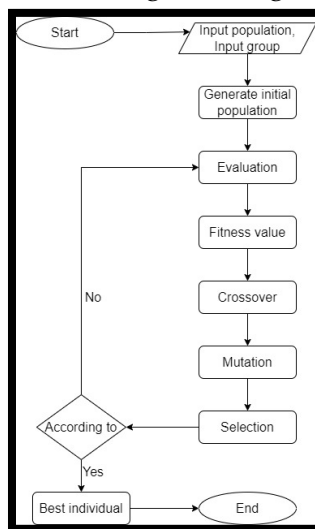 Start
Input population,
Input group
Generate initial
population
Evaluation
Fitness value
Crossover
Mutation
Selection
According to
No
Yes
Best individual
End